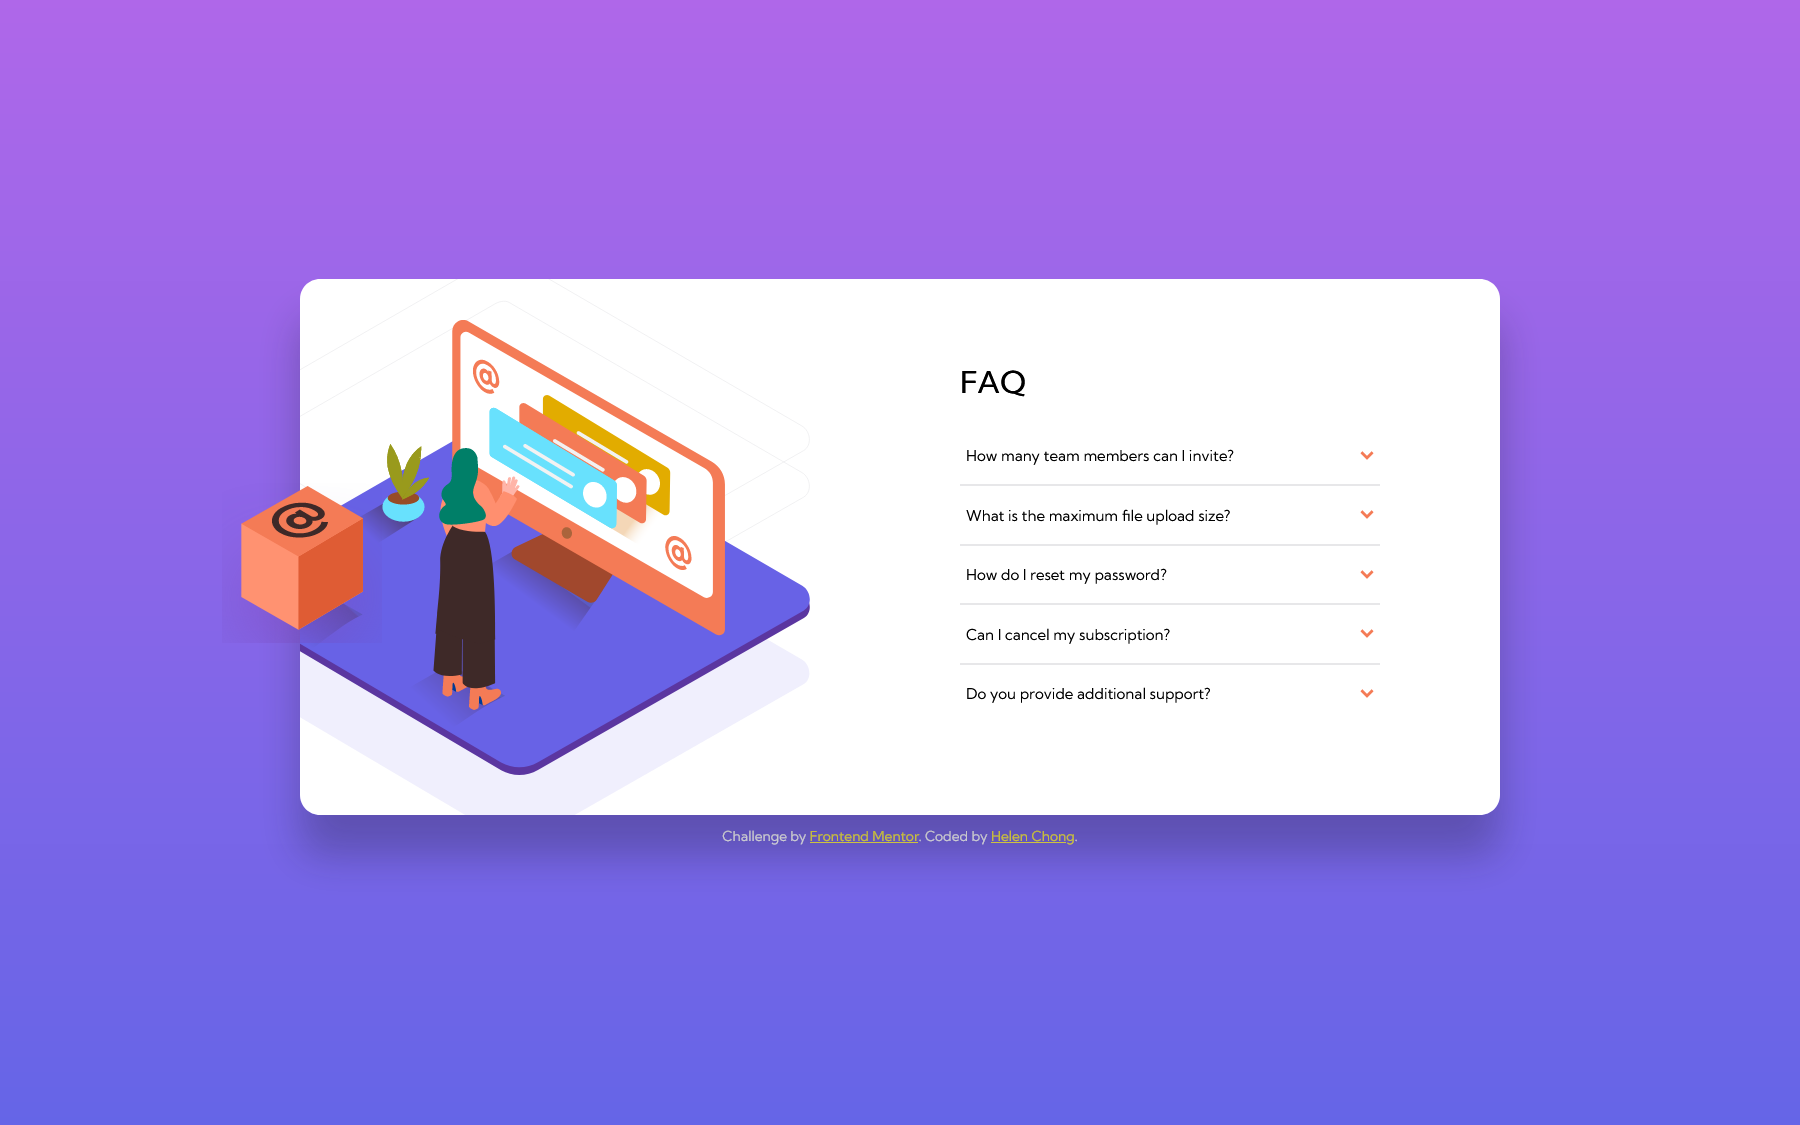 @
@
@
FAQ
How many team members can I invite?
What is the maximum file upload size?
How do I reset my password?
Can I cancel my subscription?
Do you provide additional support?
Challenge by Frontend Mentor. Coded by Helen Chong.